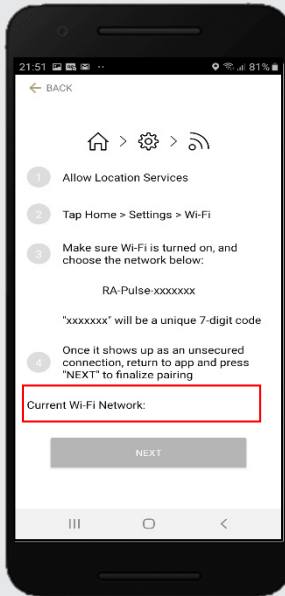 21:51
81%
BACK
1 Allow Location Services
2 Tap Home > Settings > Wi-Fi
3 Make sure Wi-Fi is turned on, and
choose the network below:
RA-Pulse-xxxxxxx
"xxxxxxx" will be a unique 7-digit code
4 Once it shows up as an unsecured
connection, return to app and press
"NEXT" to finalize pairing
Current Wi-Fi Network:
NEXT